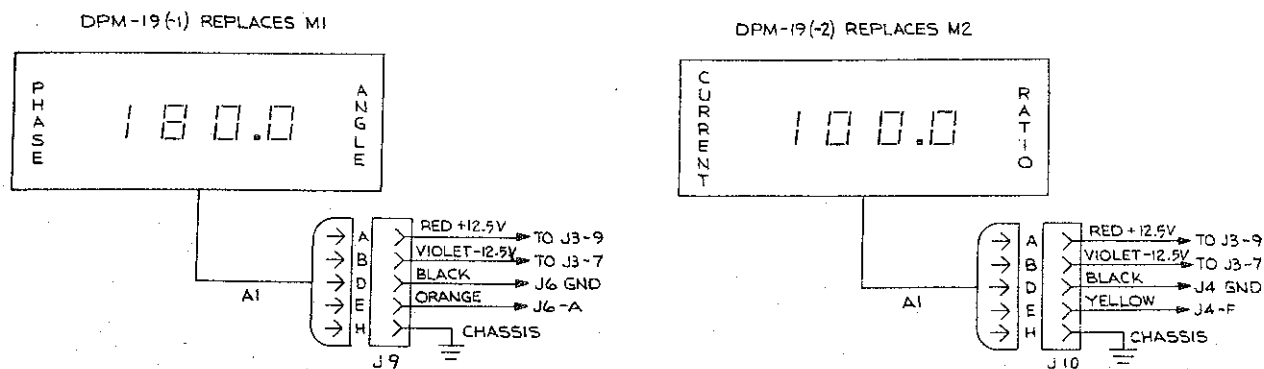 DPM-19(-1) REPLACES M1
PHASE
180.0
ANGLE
A1
A
B
D
E
H
RED +12.5V
VIOLET-12.5V
BLACK
ORANGE
TO J3-9
TO J3-7
J6 GND
J6-A
CHASSIS
J9
DPM-19(-2) REPLACES M2
CURRENT
100.0
RATIO
A1
A
B
D
E
H
RED +12.5V
VIOLET-12.5V
BLACK
YELLOW
TO J3-9
TO J3-7
J4 GND
J4-F
CHASSIS
J10